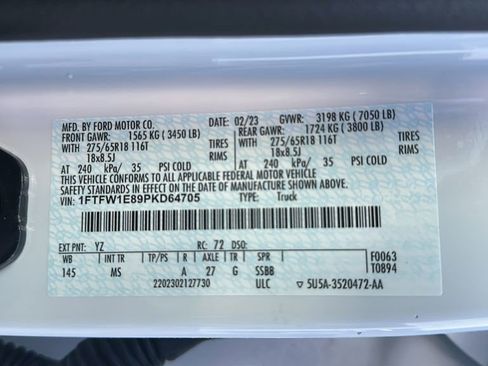 MFD. BY FORD MOTOR CO.
DATE: 02/23 GVWR: 3198 KG ( 7050 LB)
FRONT GAWR: 1565 KG ( 3450 LB) REAR GAWR: 1724 KG ( 3800 LB)
WITH 275/65R18 116T TIRES WITH 275/65R18 116T TIRES
18x8.5J RIMS 18x8.5J RIMS
AT 240 kPa/ 35 PSI COLD AT 240 kPa/ 35 PSI COLD
THIS VEHICLE CONFORMS TO ALL APPLICABLE FEDERAL MOTOR VEHICLE
SAFETY AND THEFT PREVENTION STANDARDS IN EFFECT ON THE DATE OF MANUFACTURE SHOWN ABOVE.
VIN: 1FTFW1E89PKD64705 TYPE: Truck
EXT PNT: YZ RC: 72 DSO:
WB BRK INT TR TP/PS R AXLE TR SPR F0063
145 MS A 27 G SSBB T0894
2202302127730 ULC ▽ 5U5A-3520472-AA